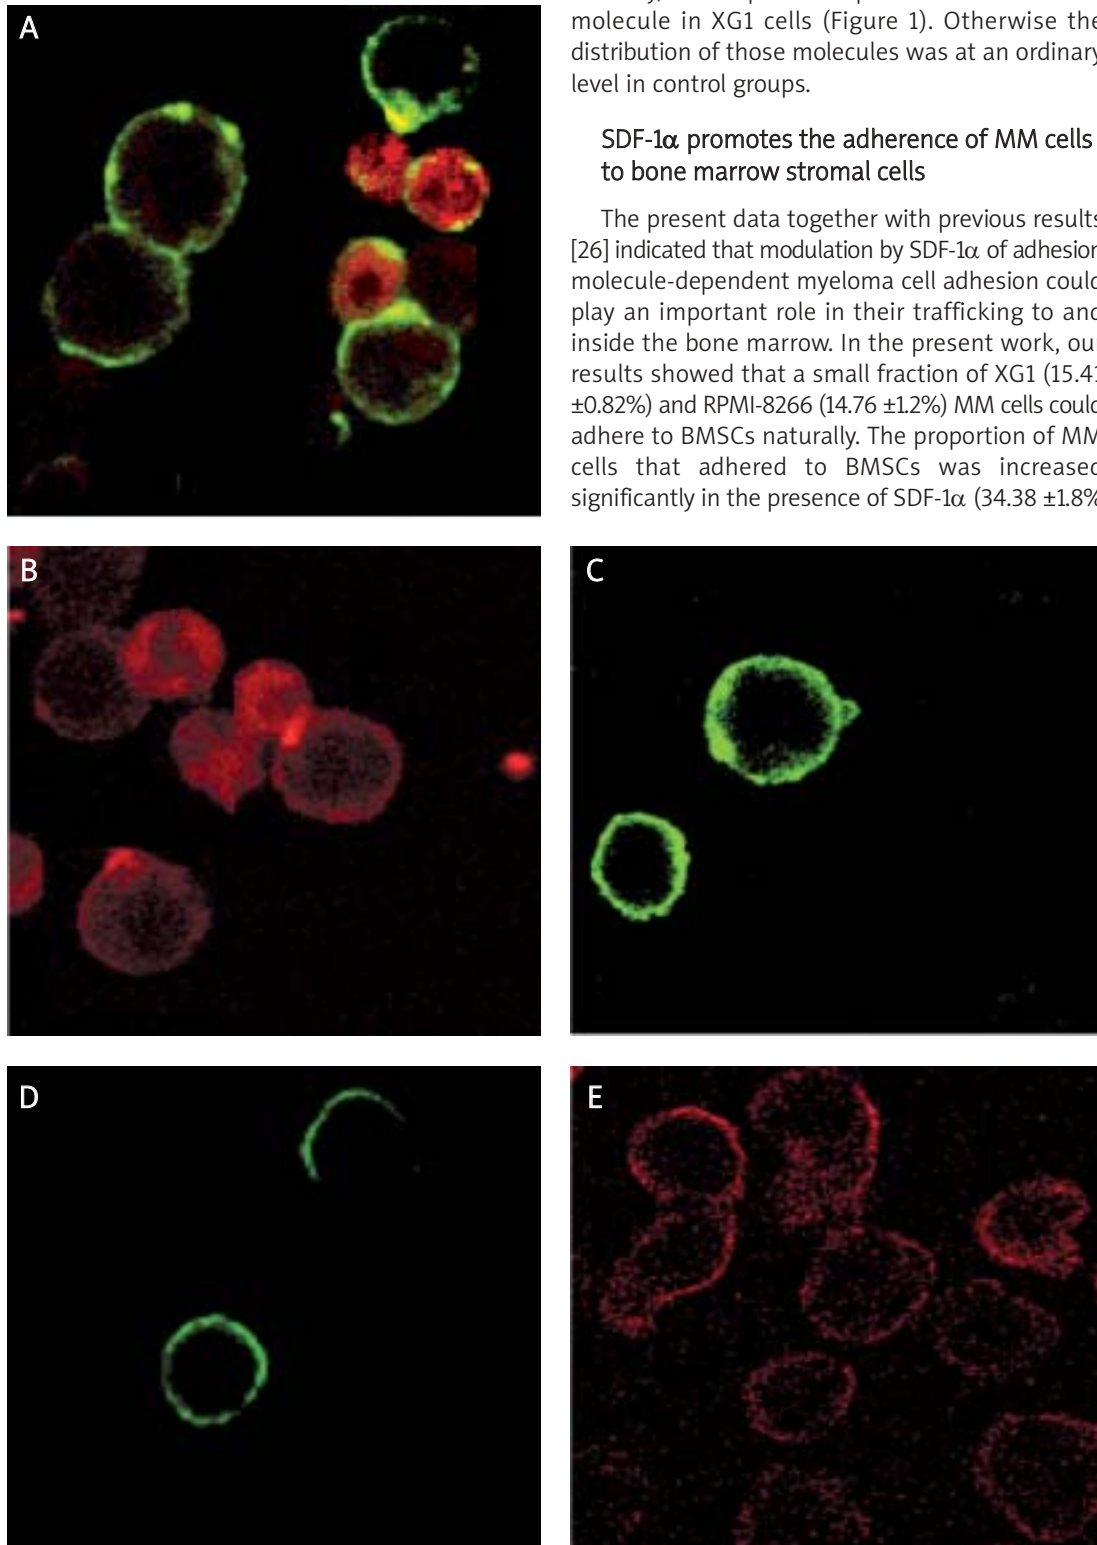 A
molecule in XG1 cells (Figure 1). Otherwise the
distribution of those molecules was at an ordinary
level in control groups.
SDF-1α promotes the adherence of MM cells
to bone marrow stromal cells
The present data together with previous results
[26] indicated that modulation by SDF-1α of adhesion
molecule-dependent myeloma cell adhesion could
play an important role in their trafficking to and
inside the bone marrow. In the present work, our
results showed that a small fraction of XG1 (15.41
±0.82%) and RPMI-8266 (14.76 ±1.2%) MM cells could
adhere to BMSCs naturally. The proportion of MM
cells that adhered to BMSCs was increased
significantly in the presence of SDF-1α (34.38 ±1.8%
B
C
D
E